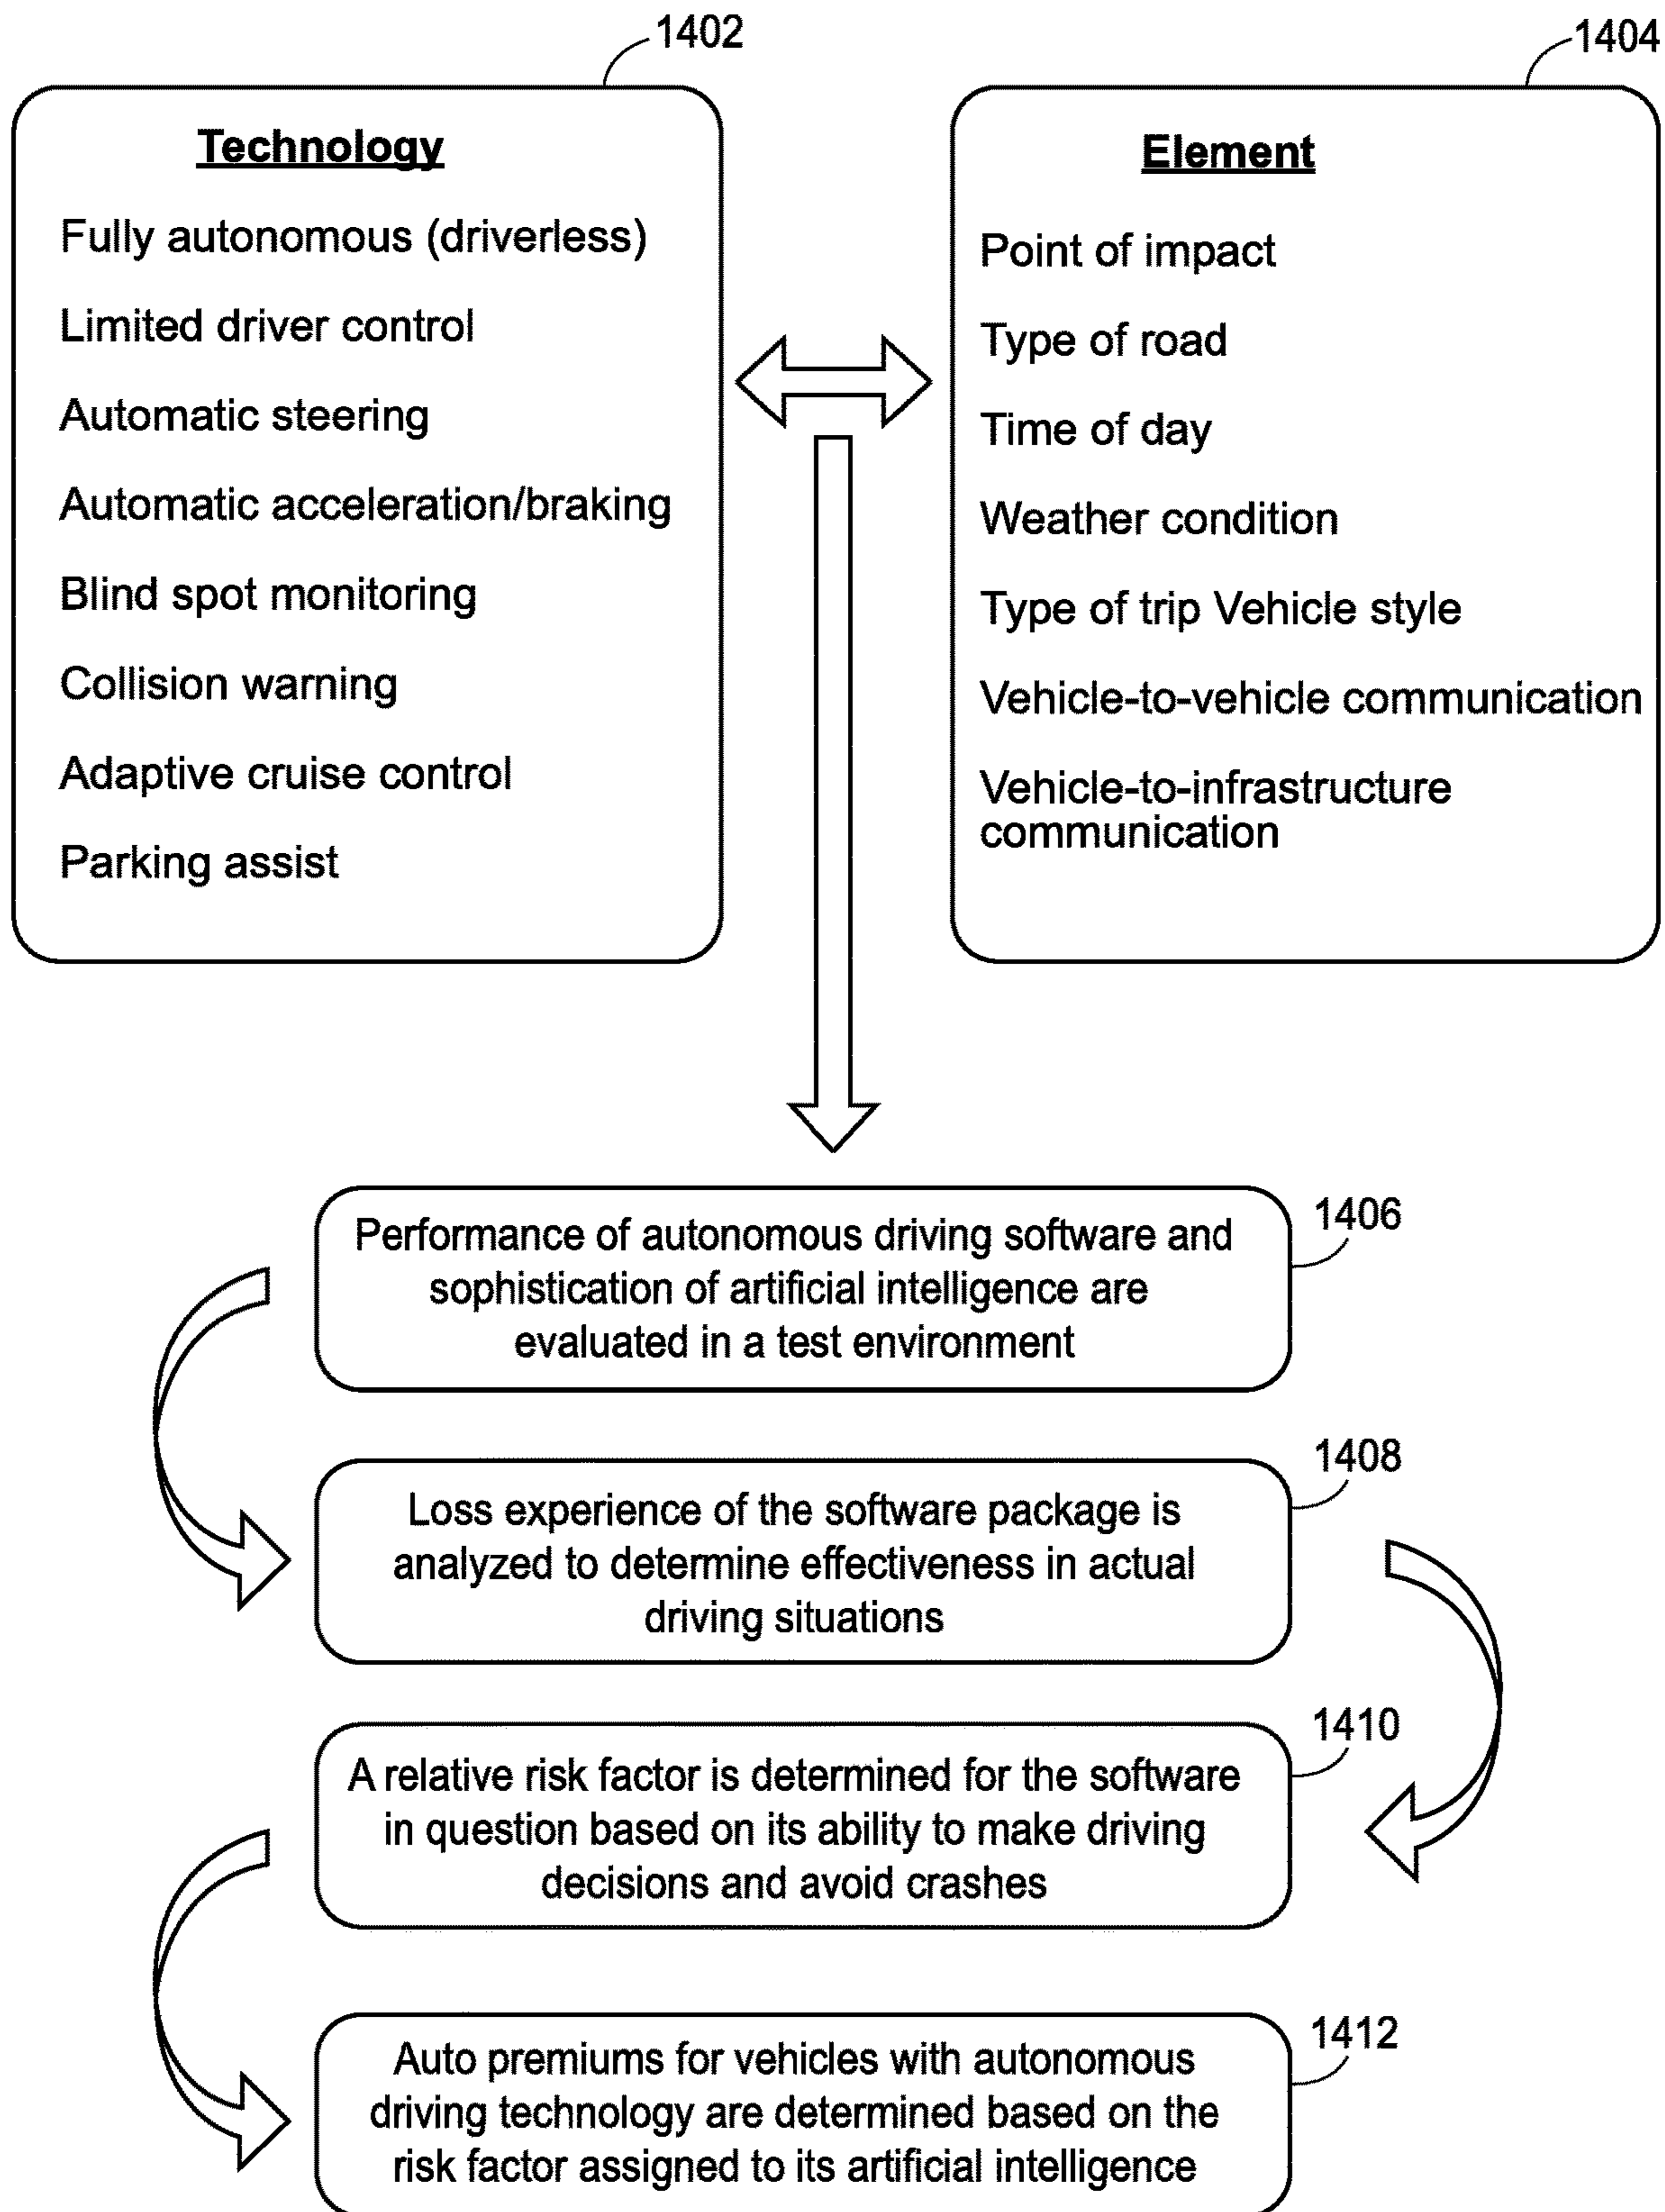 1402
Technology
Fully autonomous (driverless)
Limited driver control
Automatic steering
Automatic acceleration/braking
Blind spot monitoring
Collision warning
Adaptive cruise control
Parking assist
1404
Element
Point of impact
Type of road
Time of day
Weather condition
Type of trip Vehicle style
Vehicle-to-vehicle communication
Vehicle-to-infrastructure
communication
1406
Performance of autonomous driving software and
sophistication of artificial intelligence are
evaluated in a test environment
1408
Loss experience of the software package is
analyzed to determine effectiveness in actual
driving situations
1410
A relative risk factor is determined for the software
in question based on its ability to make driving
decisions and avoid crashes
1412
Auto premiums for vehicles with autonomous
driving technology are determined based on the
risk factor assigned to its artificial intelligence